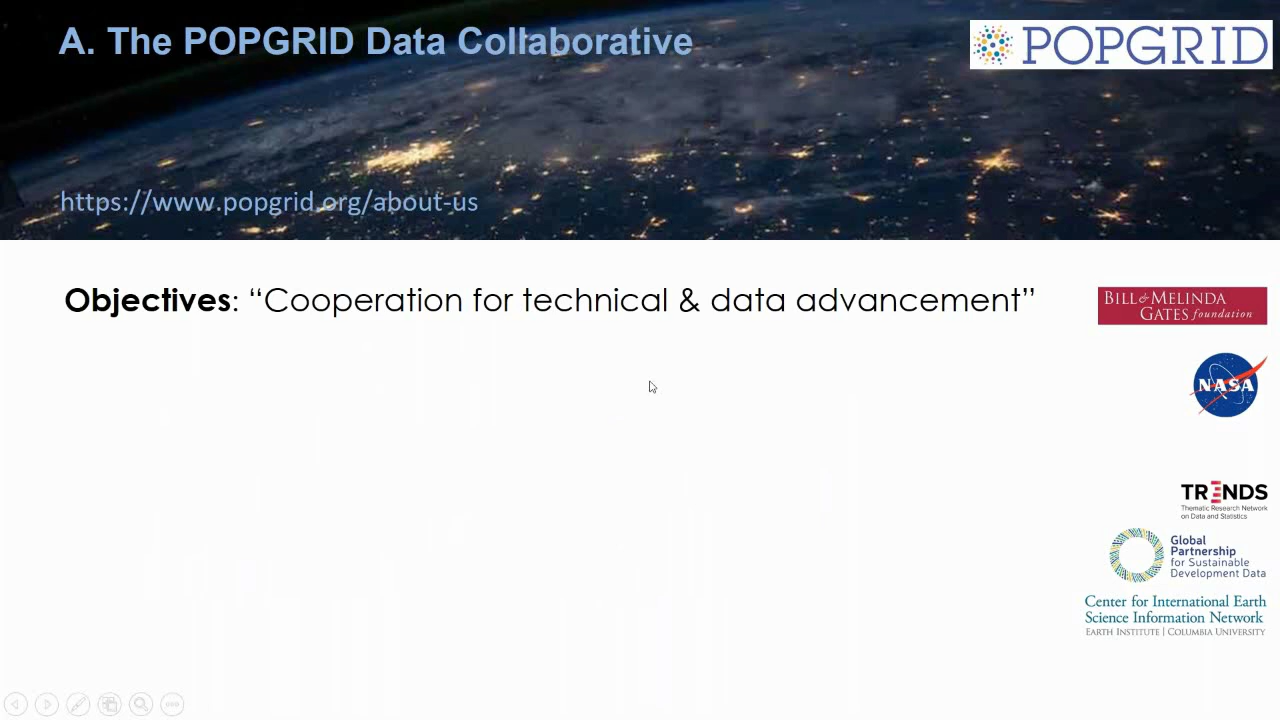 A. The POPGRID Data Collaborative
POPGRID
https://www.popgrid.org/about-us
Objectives: “Cooperation for technical & data advancement”
BILL & MELINDA
GATES foundation
NASA
TRENDS
Thematic Research Network
on Data and Statistics
Global
Partnership
for Sustainable
Development Data
Center for International Earth
Science Information Network
EARTH INSTITUTE | COLUMBIA UNIVERSITY